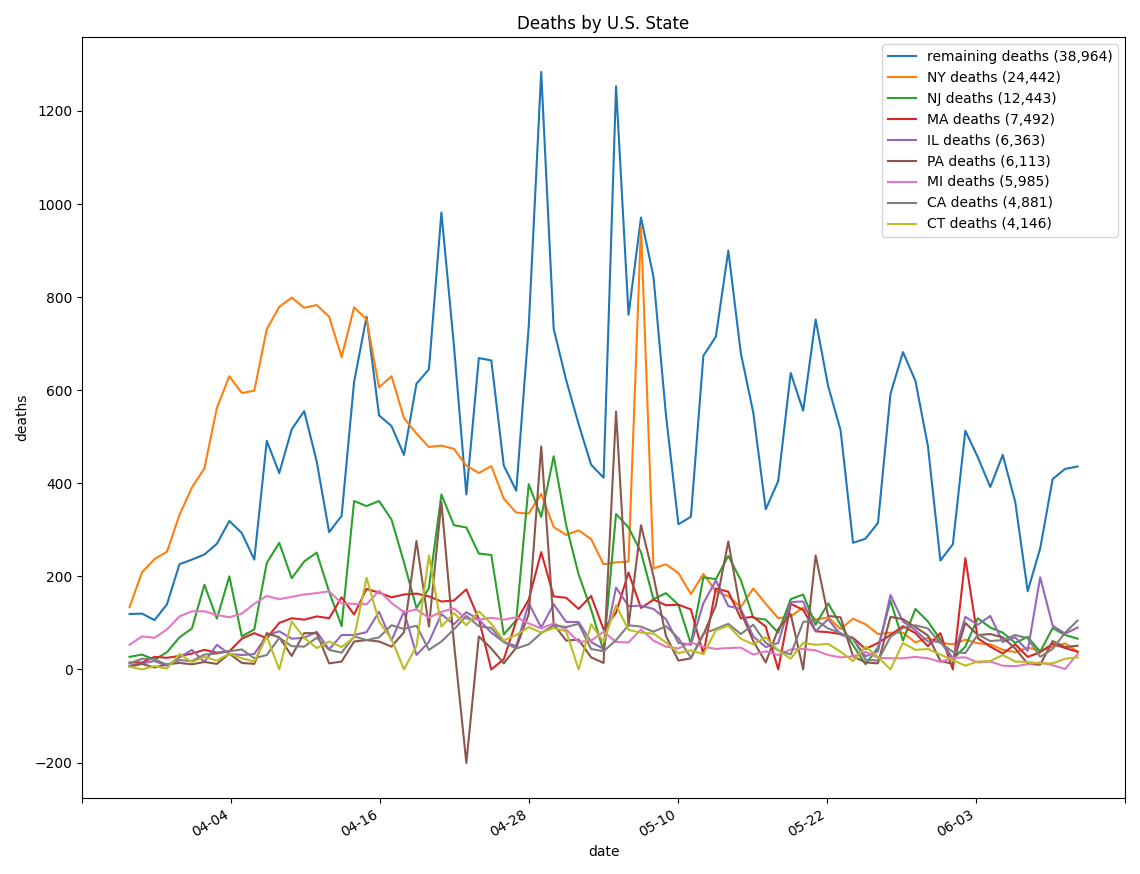 Deaths by U.S. State
remaining deaths (38,964)
NY deaths (24,442)
NJ deaths (12,443)
MA deaths (7,492)
IL deaths (6,363)
PA deaths (6,113)
MI deaths (5,985)
CA deaths (4,881)
CT deaths (4,146)
deaths
1200
1000
800
600
400
200
0
−200
04-04
04-16
04-28
05-10
05-22
06-03
date